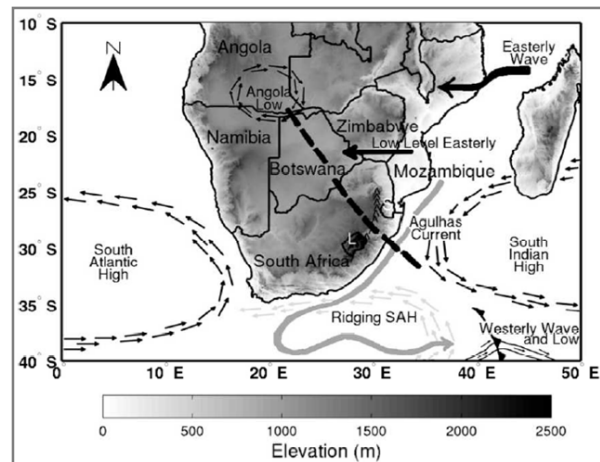 10° S
15° S
20° S
25° S
30° S
35° S
40° S
N
Angola
Angola
Low
Easterly
Wave
Namibia
Zimbabwe
Low Level Easterly
Botswana
Mozambique
Agulhas
Current
South
Atlantic
High
L
South Africa
South
Indian
High
Ridging SAH
Westerly Wave
and Low
0° E
10° E
20° E
30° E
40° E
50° E
0
500
1000
1500
2000
2500
Elevation (m)